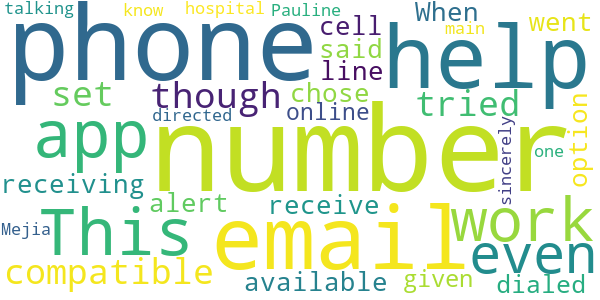 talking know hospital Pauline When
phone cell main went
said help
set though line
chose tried
app directed online
number option
receiving alert receive sincerely one
Mejia This email work
even
compatible available given dialed